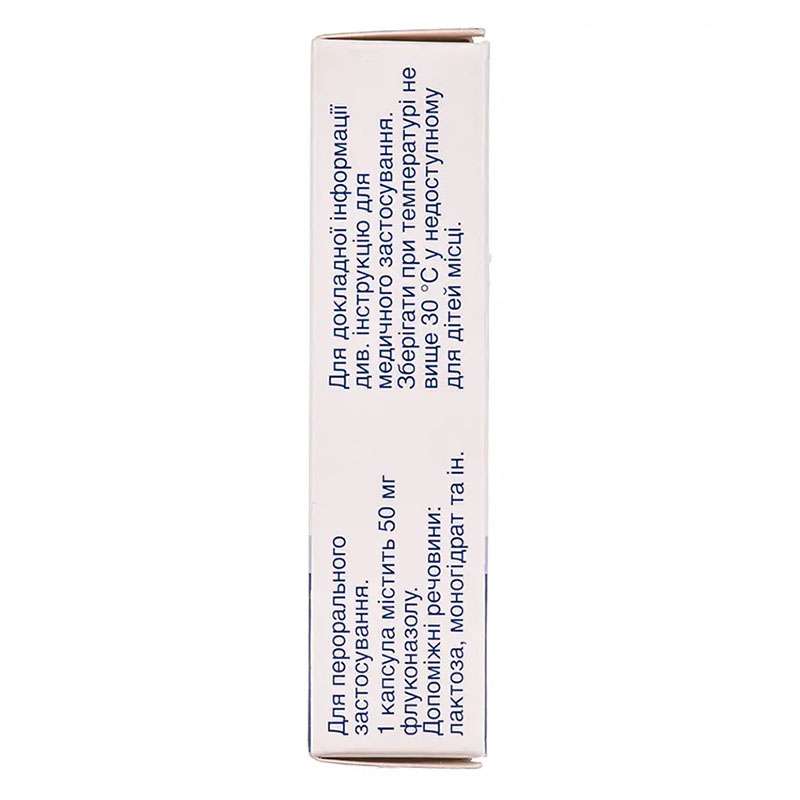 Для перорального
застосування.
1 капсула містить 50 мг
флуконазолу.
Допоміжні речовини:
лактоза, моногідрат та ін.
Для докладної інформації
див. інструкцію для
медичного застосування.
Зберігати при температурі не
вище 30 °С у недоступному
для дітей місці.